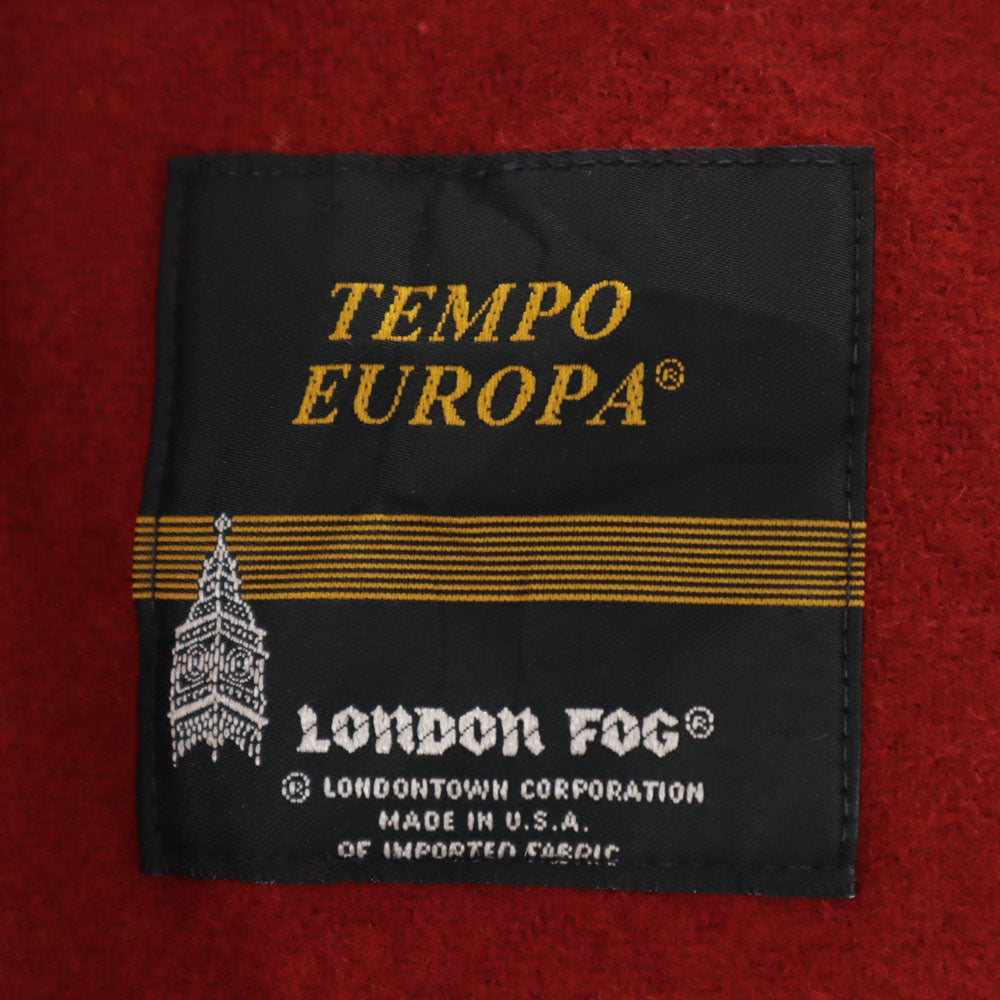 TEMPO
EUROPA®
LONDON FOG®
® LONDONTOWN CORPORATION
MADE IN U.S.A.
OF IMPORTED FABRIC